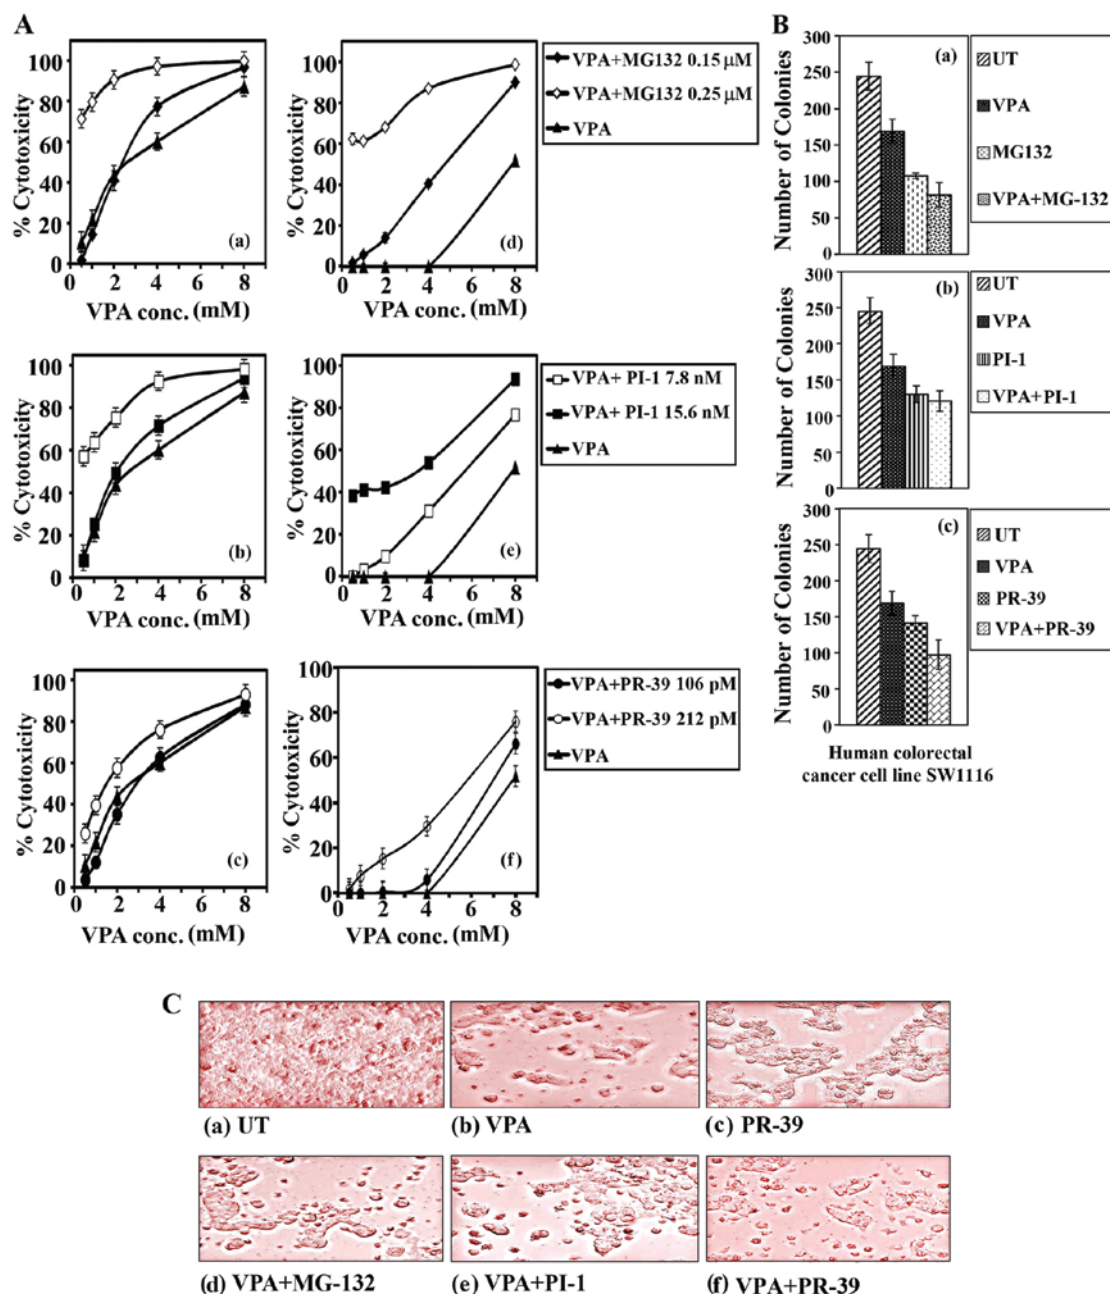 A
% Cytotoxicity
100
80
60
40
20
0
(a)
0 2 4 6 8
VPA conc. (mM)
% Cytotoxicity
100
80
60
40
20
0
(d)
0 2 4 6 8
VPA conc. (mM)
VPA+MG132 0.15 μM
VPA+MG132 0.25 μM
VPA
% Cytotoxicity
100
80
60
40
20
0
(b)
0 2 4 6 8
VPA conc. (mM)
% Cytotoxicity
100
80
60
40
20
0
(e)
0 2 4 6 8
VPA conc. (mM)
VPA+ PI-1 7.8 nM
VPA+ PI-1 15.6 nM
VPA
% Cytotoxicity
100
80
60
40
20
0
(c)
0 2 4 6 8
VPA conc. (mM)
% Cytotoxicity
100
80
60
40
20
0
(f)
0 2 4 6 8
VPA conc. (mM)
VPA+PR-39 106 pM
VPA+PR-39 212 pM
VPA
B
Number of Colonies
300
250
200
150
100
50
0
(a)
UT
VPA
MG132
VPA+MG-132
Number of Colonies
300
250
200
150
100
50
0
(b)
UT
VPA
PI-1
VPA+PI-1
Number of Colonies
300
250
200
150
100
50
0
(c)
UT
VPA
PR-39
VPA+PR-39
Human colorectal
cancer cell line SW1116
C
(a) UT
(b) VPA
(c) PR-39
(d) VPA+MG-132
(e) VPA+PI-1
(f) VPA+PR-39